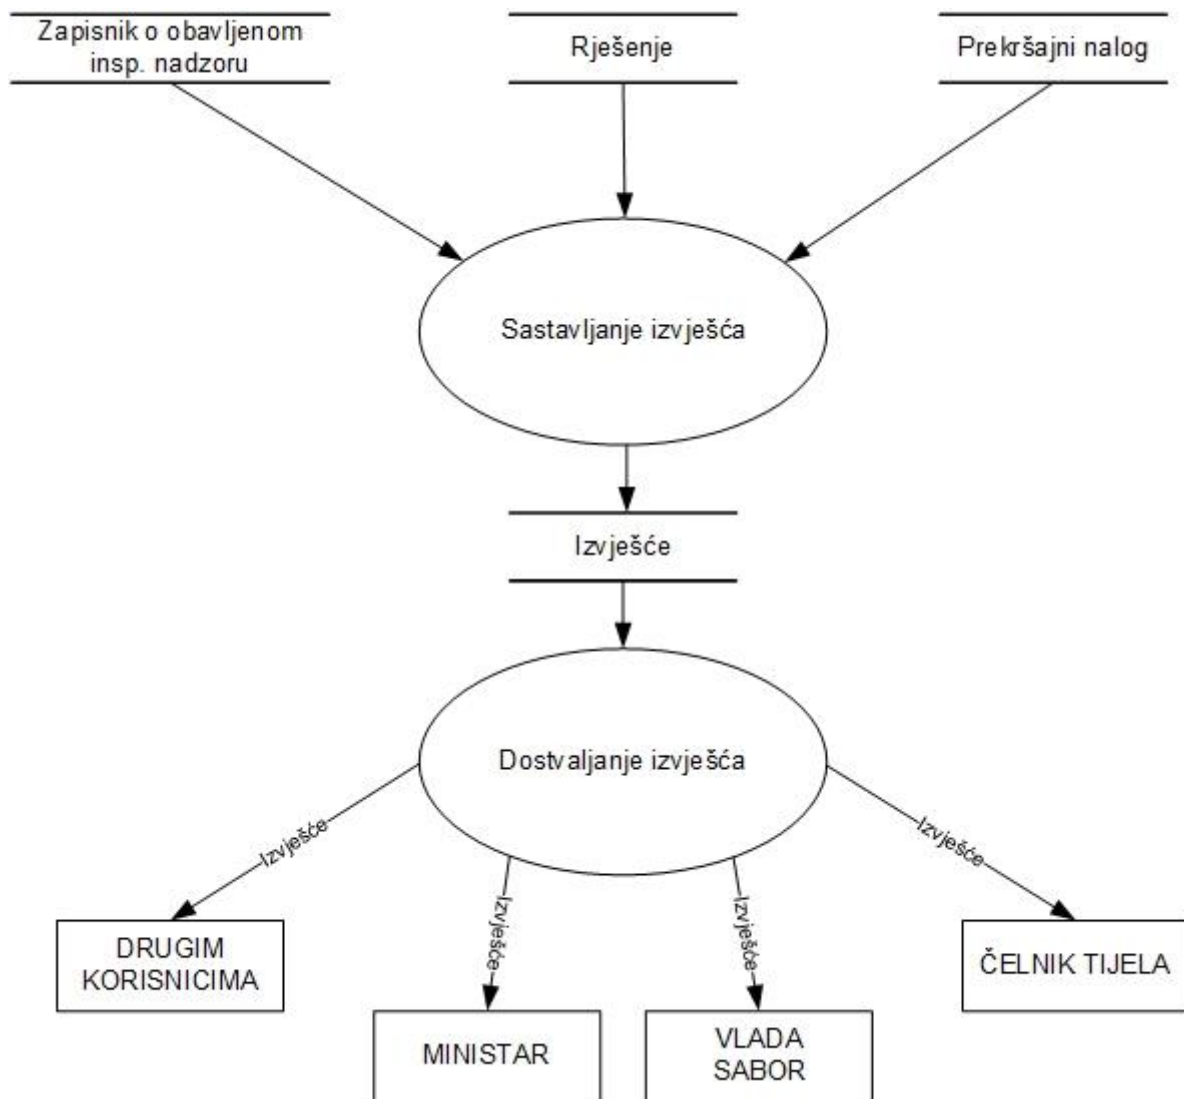 Zapisnik o obavljenom
insp. nadzoru
Rješenje
Prekršajni nalog
Sastavljanje izvješća
Izvješće
Dostvaljanje izvješća
Izvješće
Izvješće
Izvješće
Izvješće
DRUGIM
KORISNICIMA
MINISTAR
VLADA
SABOR
ČELNIK TIJELA